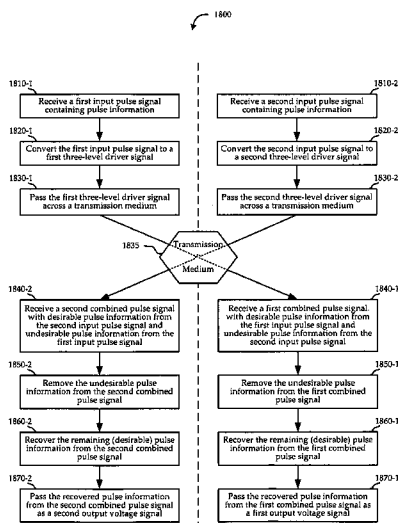 1800
1810-1
Receive a first input pulse signal
containing pulse information
1810-2
Receive a second input pulse signal
containing pulse information
1820-1
Convert the first input pulse signal to a
first three-level driver signal
1820-2
Convert the second input pulse signal to
a second three-level driver signal
1830-1
Pass the first three-level driver signal
across a transmission medium
1830-2
Pass the second three-level driver signal
across a transmission medium
1835
Transmission
Medium
1840-2
Receive a second combined pulse signal
with desirable pulse information from
the second input pulse signal and
undesirable pulse information from the
first input pulse signal
1840-1
Receive a first combined pulse signal
with desirable pulse information from
the first input pulse signal and
undesirable pulse information from the
second input pulse signal
1850-2
Remove the undesirable pulse
information from the second combined
pulse signal
1850-1
Remove the undesirable pulse
information from the first combined
pulse signal
1860-2
Recover the remaining (desirable) pulse
information from the second combined
pulse signal
1860-1
Recover the remaining (desirable) pulse
information from the first combined
pulse signal
1870-2
Pass the recovered pulse information
from the second combined pulse signal
as a second output voltage signal
1870-1
Pass the recovered pulse information
from the first combined pulse signal as
a first output voltage signal